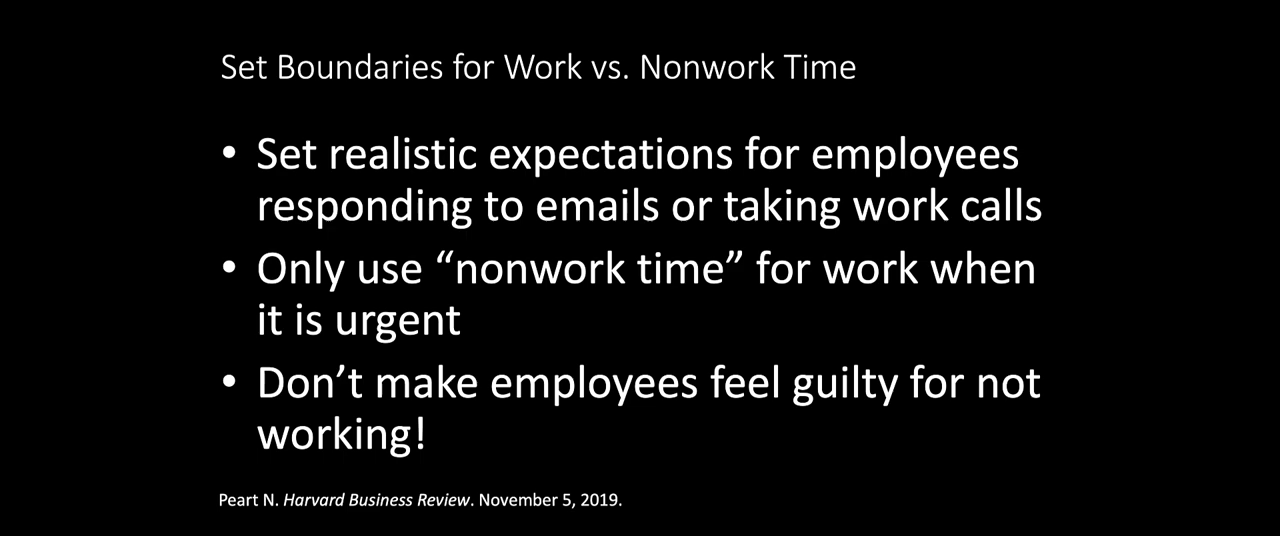 Set Boundaries for Work vs. Nonwork Time
• Set realistic expectations for employees
responding to emails or taking work calls
• Only use “nonwork time” for work when
it is urgent
• Don’t make employees feel guilty for not
working!
Peart N. Harvard Business Review. November 5, 2019.